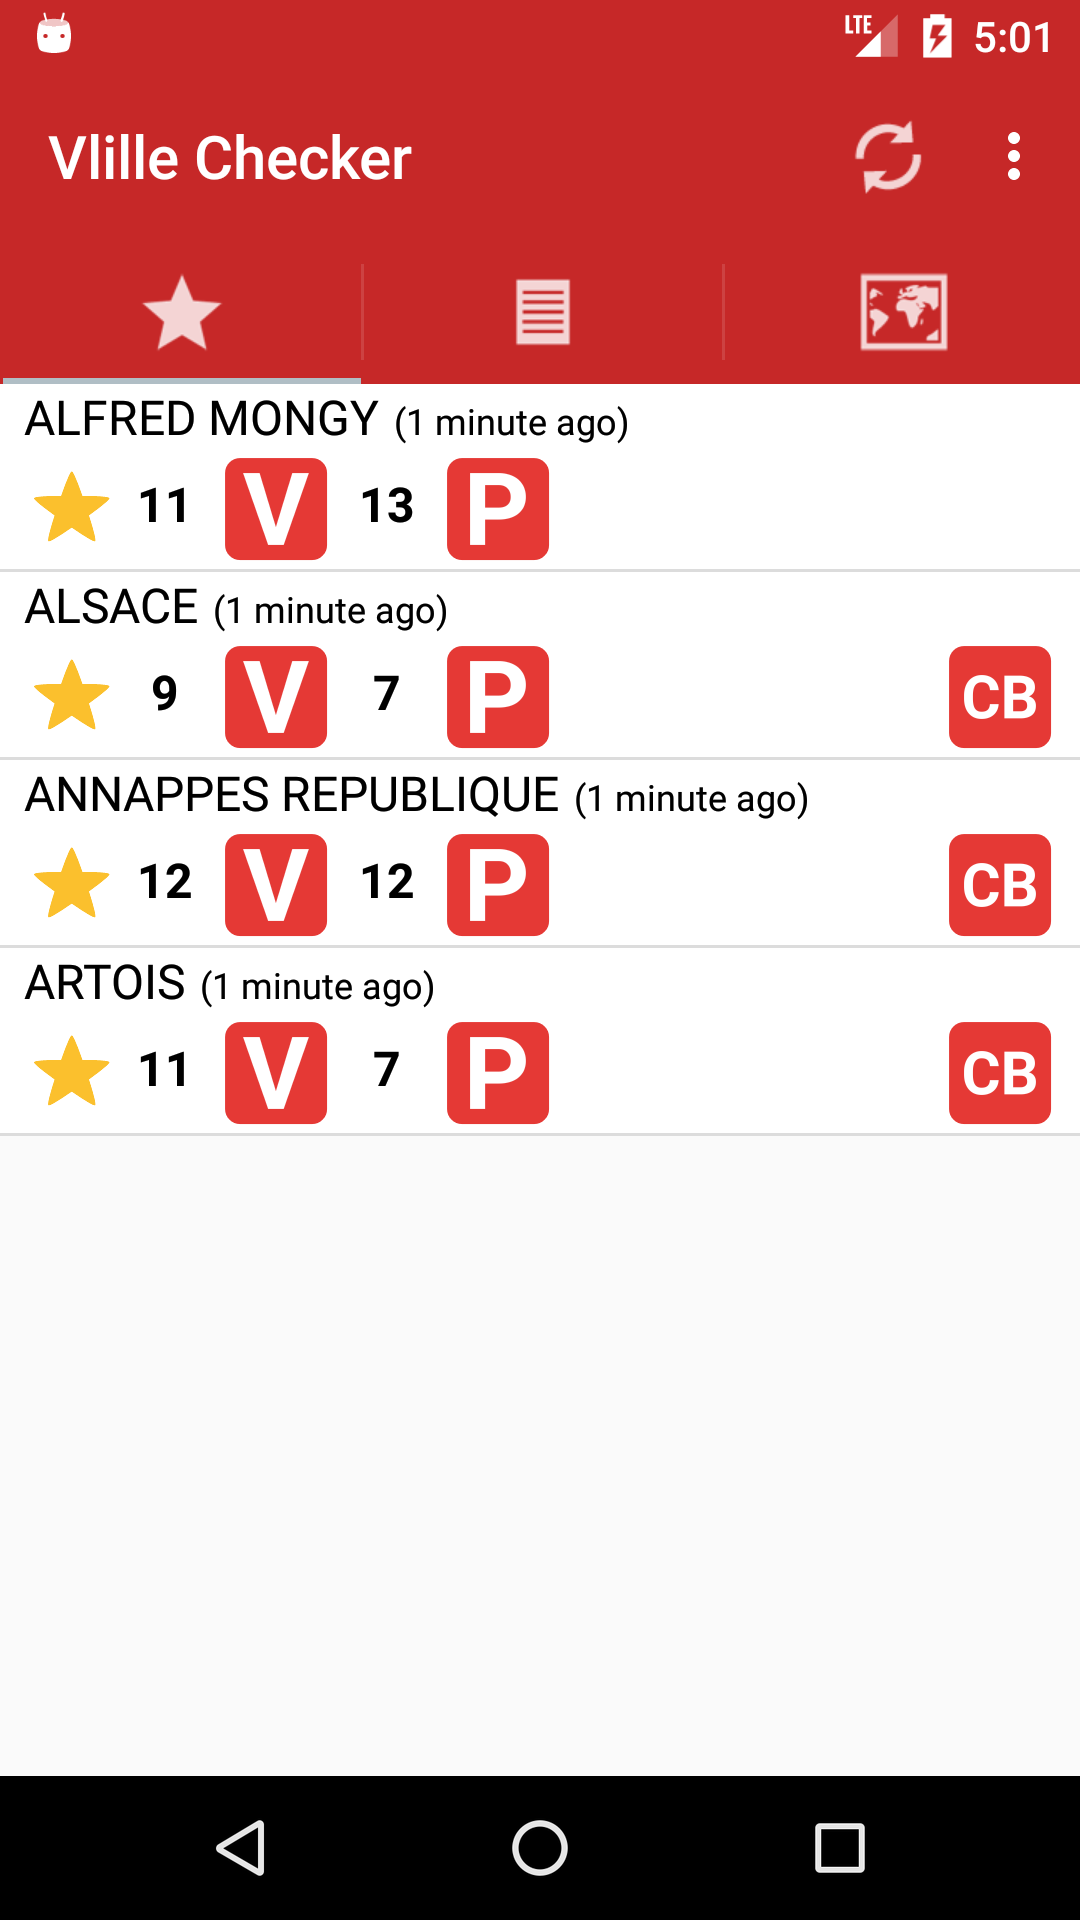 LTE 5:01
Vlille Checker
ALFRED MONGY (1 minute ago)
11 V 13 P
ALSACE (1 minute ago)
9 V 7 P CB
ANNAPPES REPUBLIQUE (1 minute ago)
12 V 12 P CB
ARTOIS (1 minute ago)
11 V 7 P CB